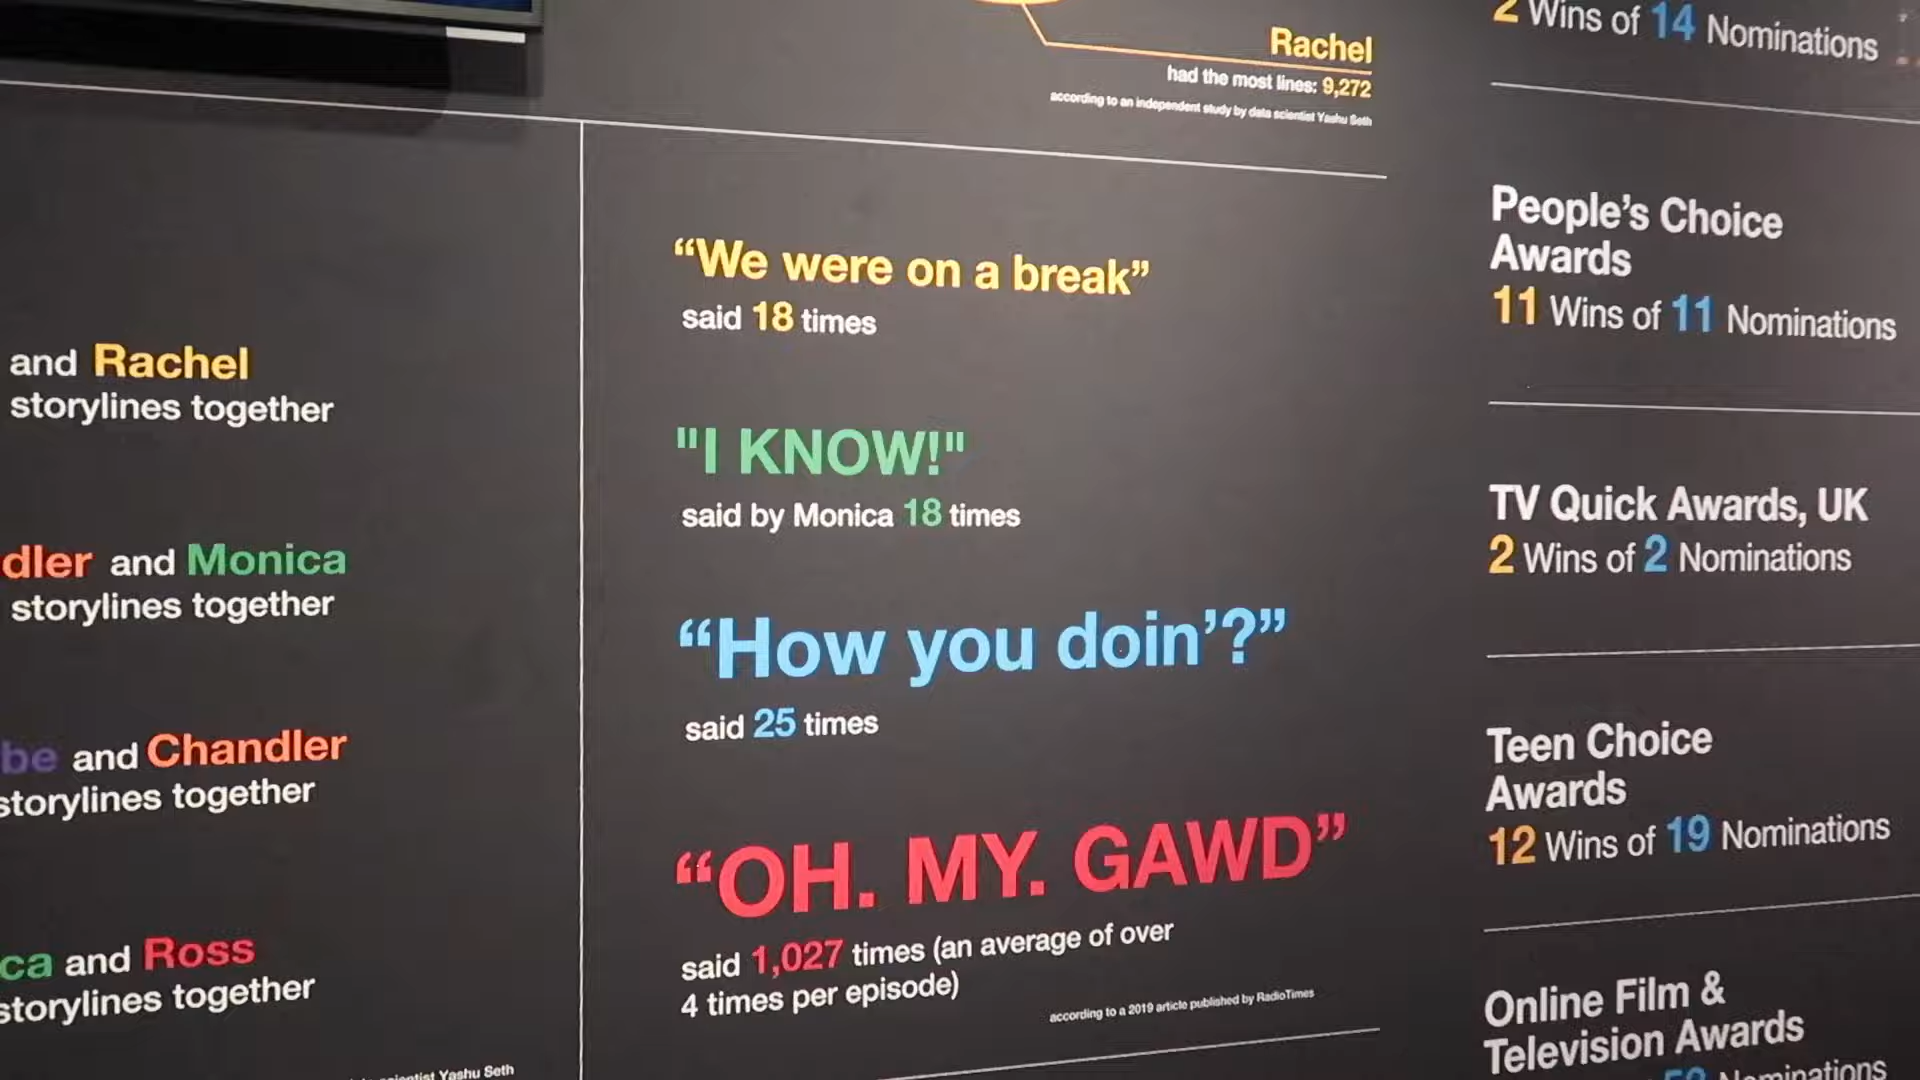 Rachel
had the most lines: 9,272
according to an independent study by data scientist Yashu Seth
and Rachel
storylines together
dler and Monica
storylines together
be and Chandler
storylines together
ca and Ross
storylines together
scientist Yashu Seth
“We were on a break”
said 18 times
"I KNOW!"
said by Monica 18 times
“How you doin’?”
said 25 times
“OH. MY. GAWD”
said 1,027 times (an average of over
4 times per episode)
according to a 2019 article published by RadioTimes
2 Wins of 14 Nominations
People’s Choice
Awards
11 Wins of 11 Nominations
TV Quick Awards, UK
2 Wins of 2 Nominations
Teen Choice
Awards
12 Wins of 19 Nominations
Online Film &
Television Awards
Nominations